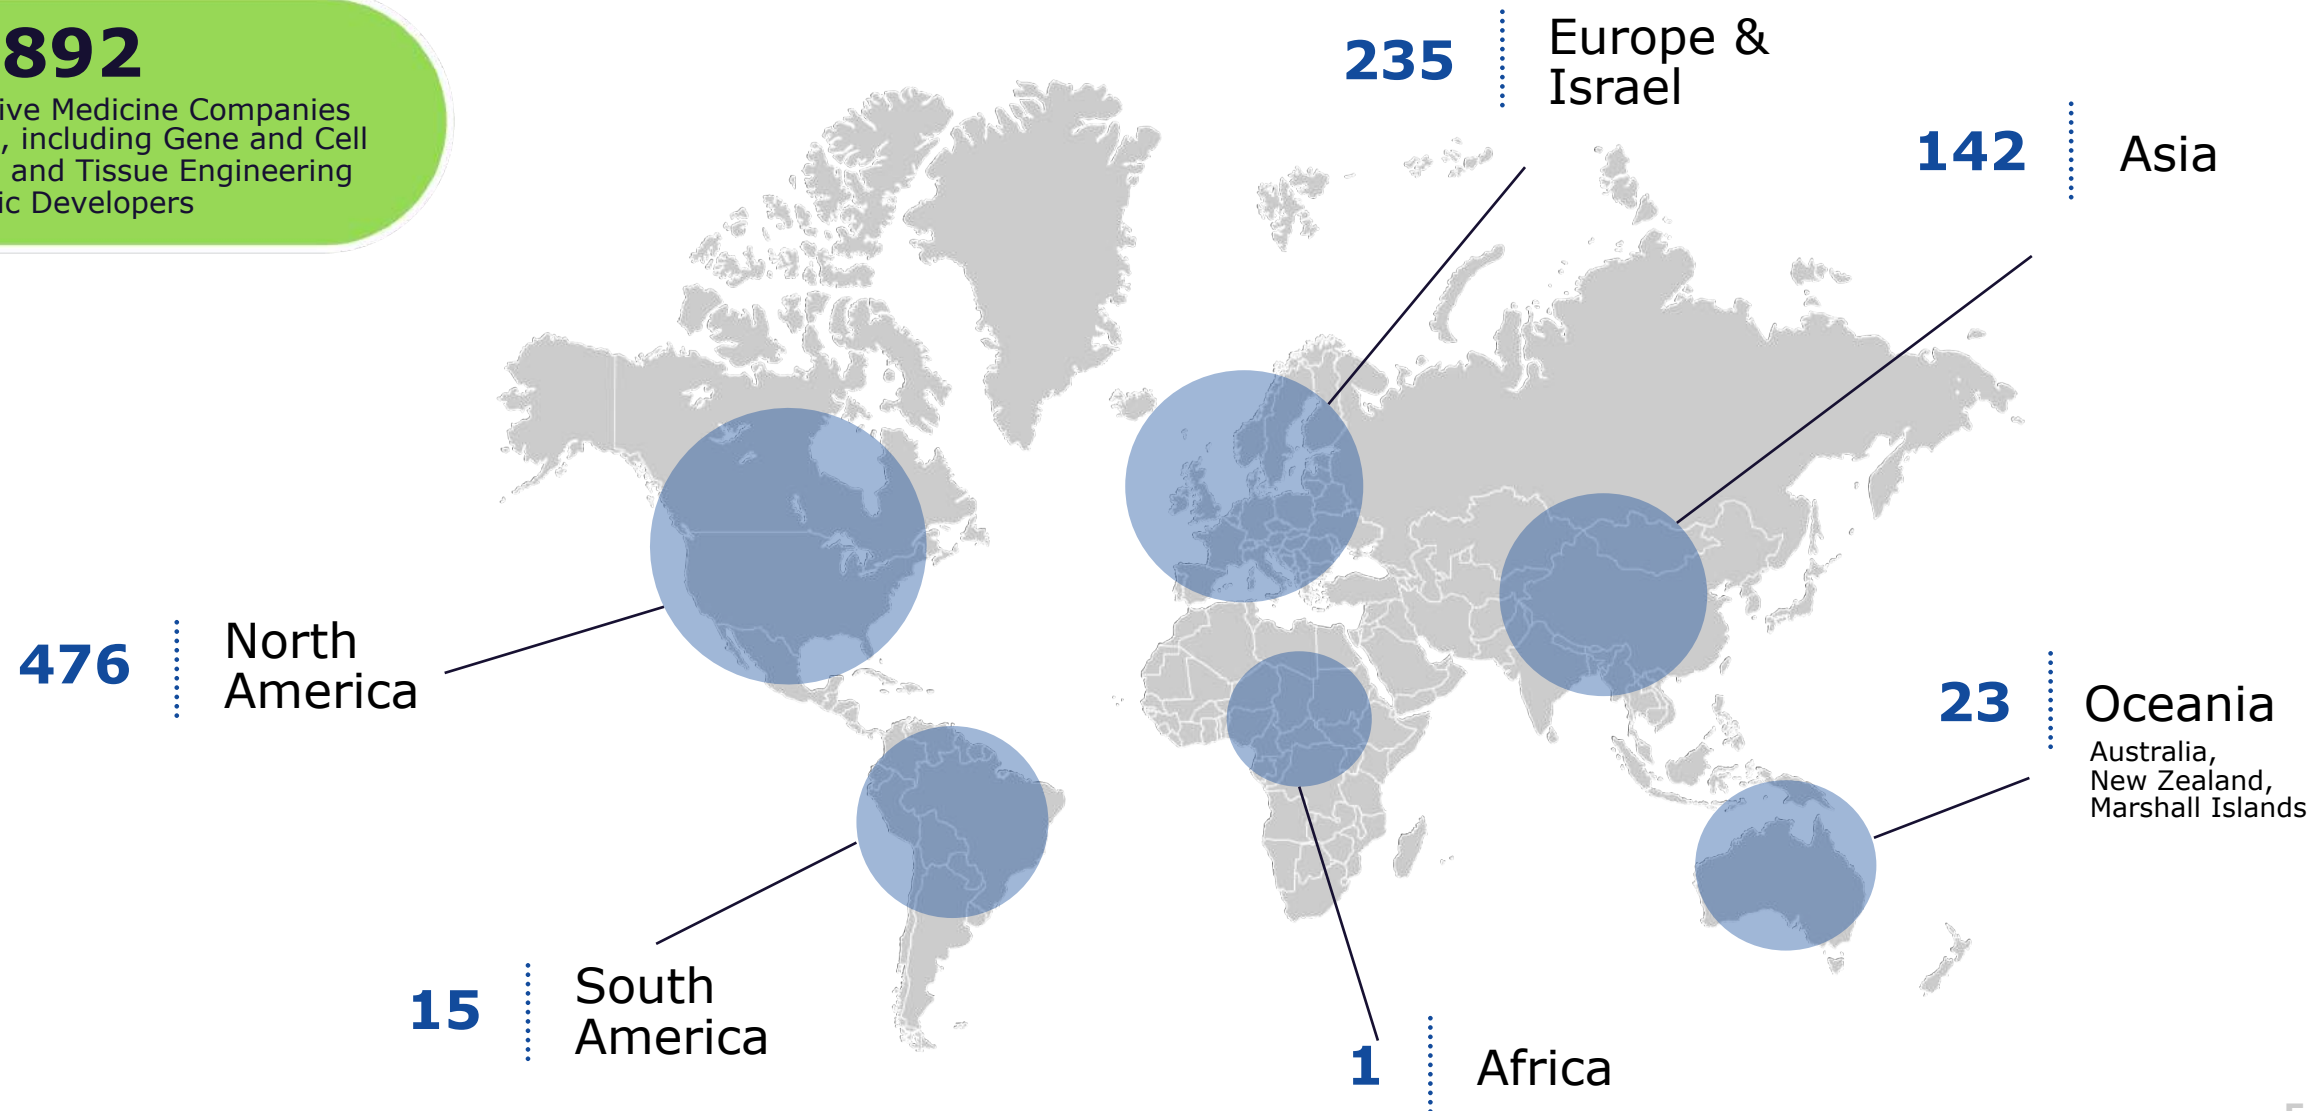 892
ive Medicine Companies
, including Gene and Cell
and Tissue Engineering
ic Developers
235
Europe &
Israel
142
Asia
476
North
America
23
Oceania
Australia,
New Zealand,
Marshall Islands
15
South
America
1
Africa